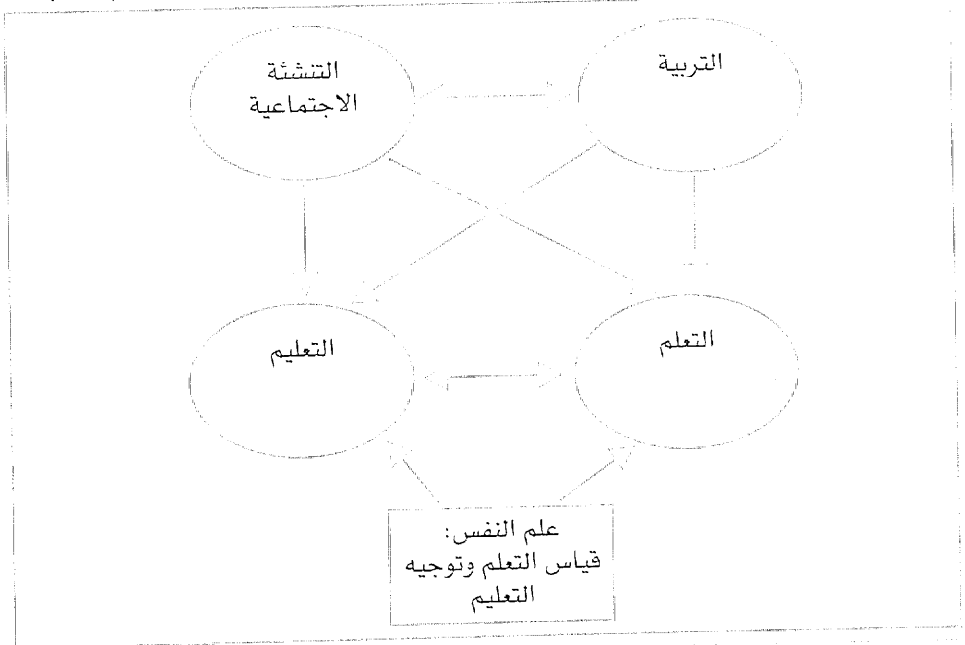 التربية
التنشئة
الاجتماعية
التعلم
التعليم
علم النفس:
قياس التعلم وتوجيه
التعليم